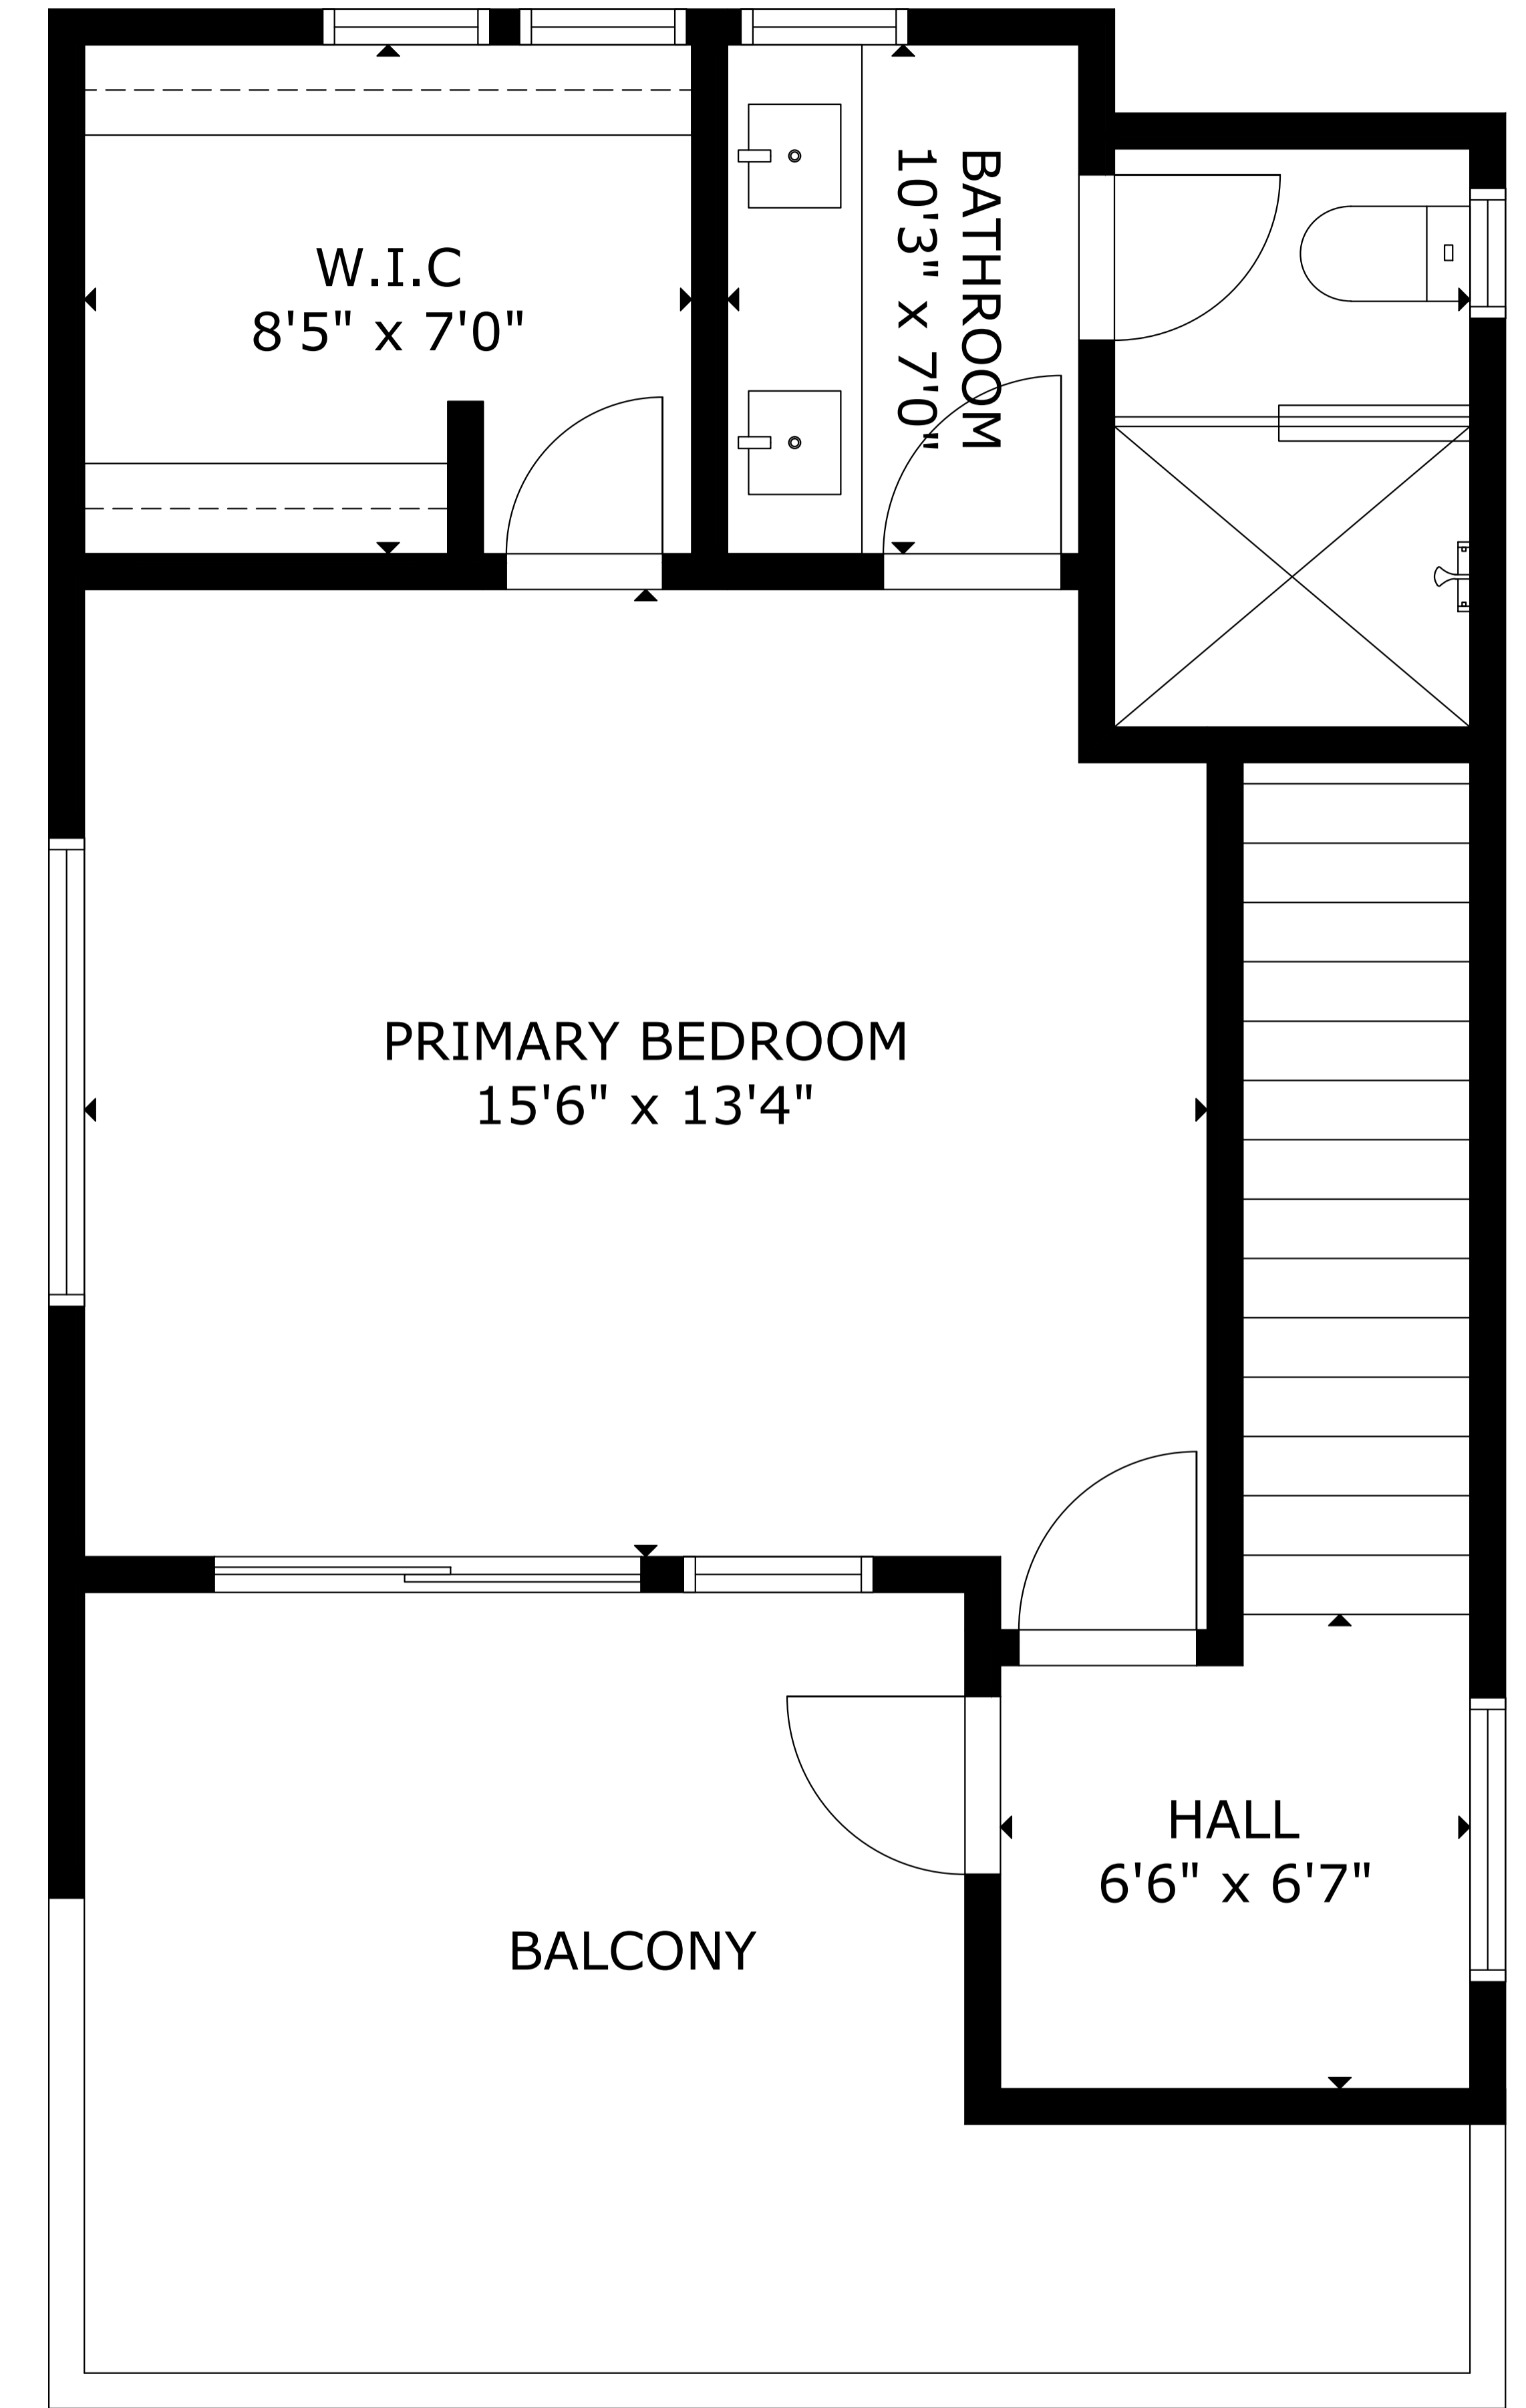 W.I.C
8'5" x 7'0"
BATHROOM
10'3" x 7'0"
PRIMARY BEDROOM
15'6" x 13'4"
HALL
6'6" x 6'7"
BALCONY